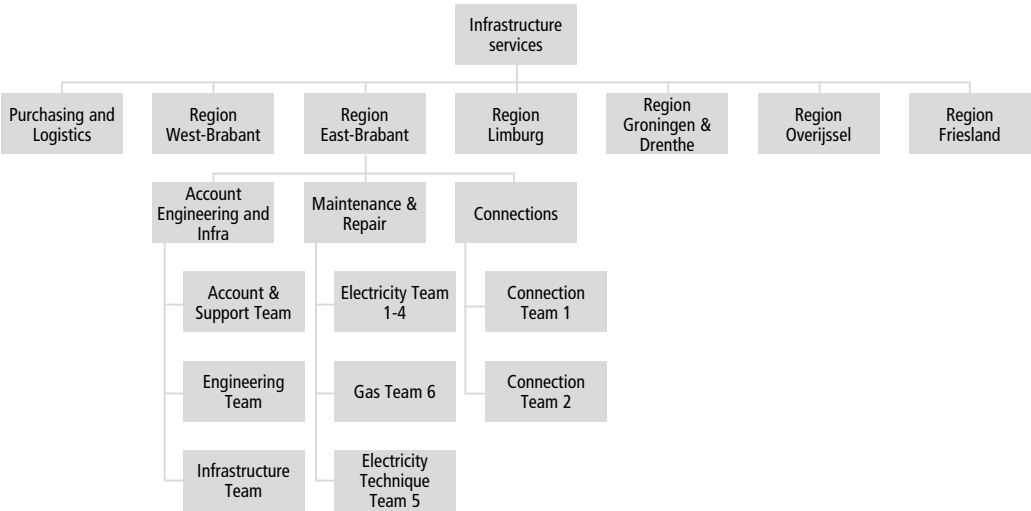 Infrastructure
services
Purchasing and
Logistics
Region
West-Brabant
Region
East-Brabant
Region
Limburg
Region
Groningen &
Drenthe
Region
Overijssel
Region
Friesland
Account
Engineering and
Infra
Maintenance &
Repair
Connections
Account &
Support Team
Electricity Team
1-4
Connection
Team 1
Engineering
Team
Gas Team 6
Connection
Team 2
Infrastructure
Team
Electricity
Technique
Team 5